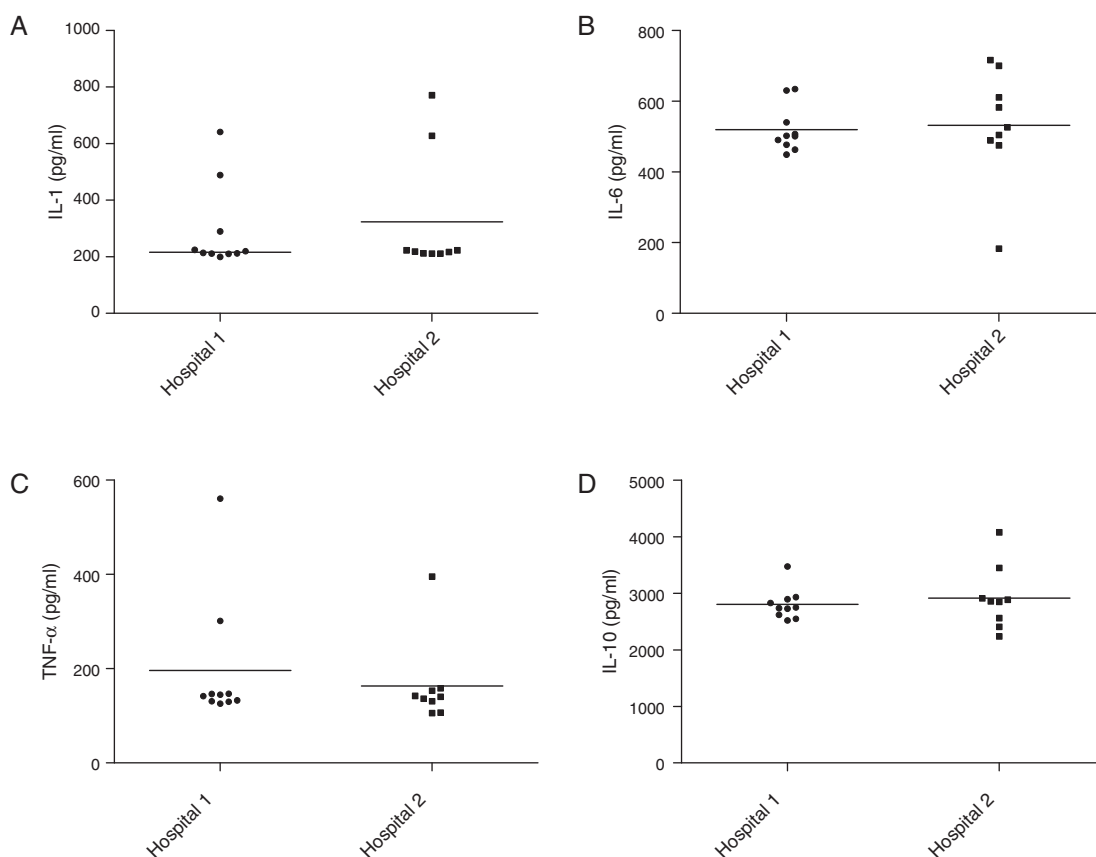 A
1000
800
600
400
200
0
IL-1 (pg/ml)
Hospital 1
Hospital 2
B
800
600
400
200
0
IL-6 (pg/ml)
Hospital 1
Hospital 2
C
600
400
200
0
TNF-α (pg/ml)
Hospital 1
Hospital 2
D
5000
4000
3000
2000
1000
0
IL-10 (pg/ml)
Hospital 1
Hospital 2